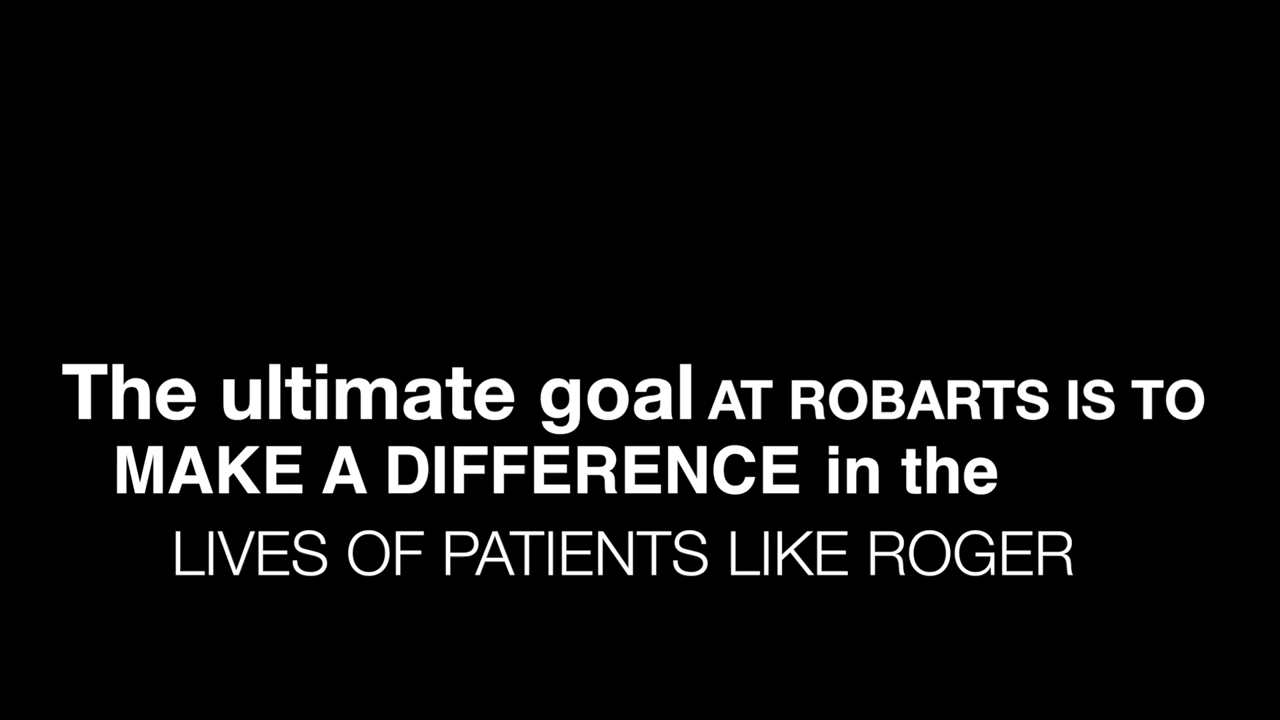 The ultimate goal AT ROBARTS IS TO
MAKE A DIFFERENCE in the
LIVES OF PATIENTS LIKE ROGER